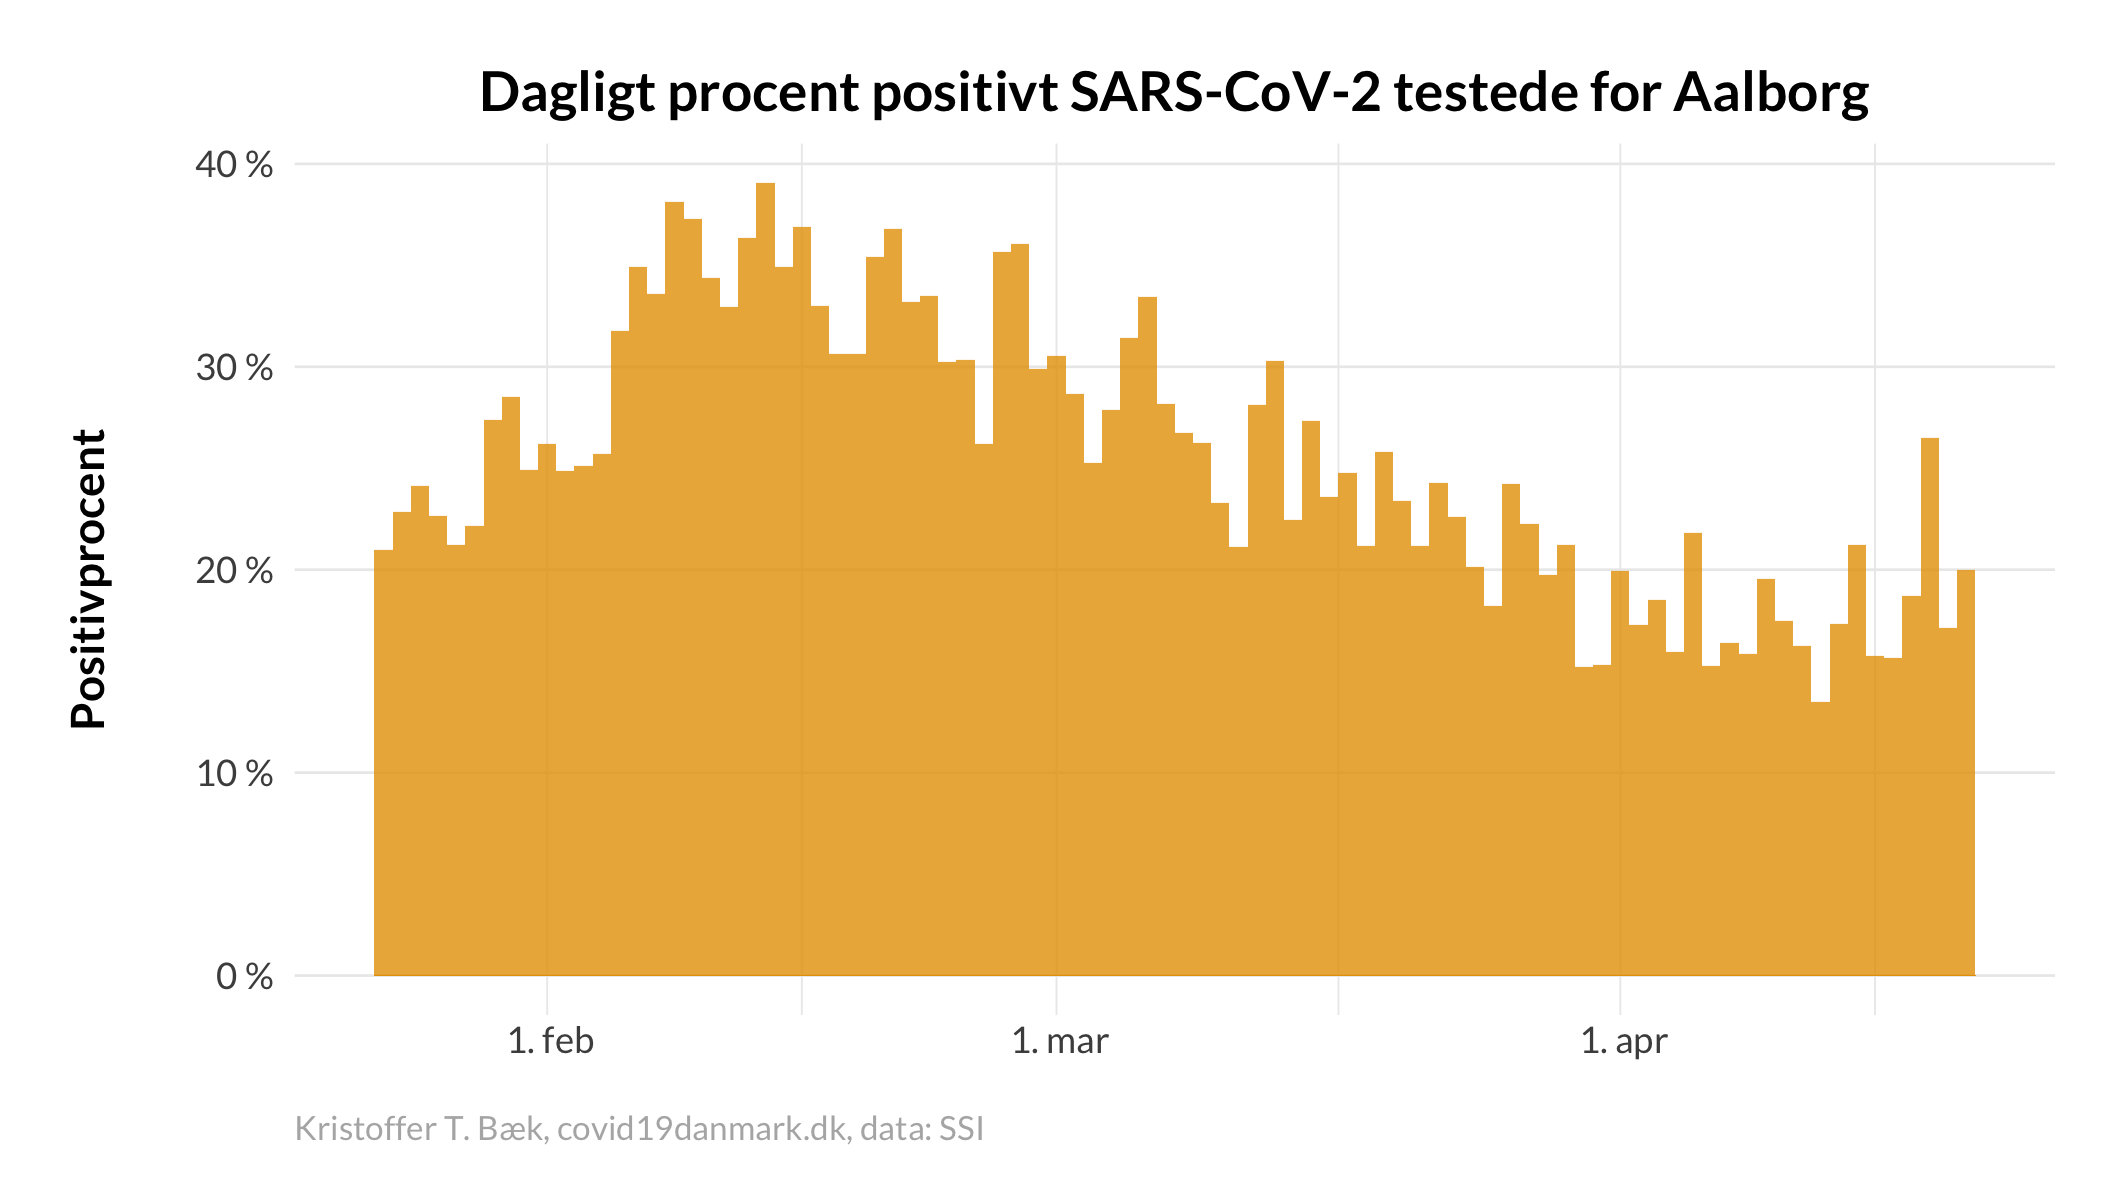 Dagligt procent positivt SARS-CoV-2 testede for Aalborg
Positivprocent
40 %
30 %
20 %
10 %
0 %
1. feb
1. mar
1. apr
Kristoffer T. Bæk, covid19danmark.dk, data: SSI